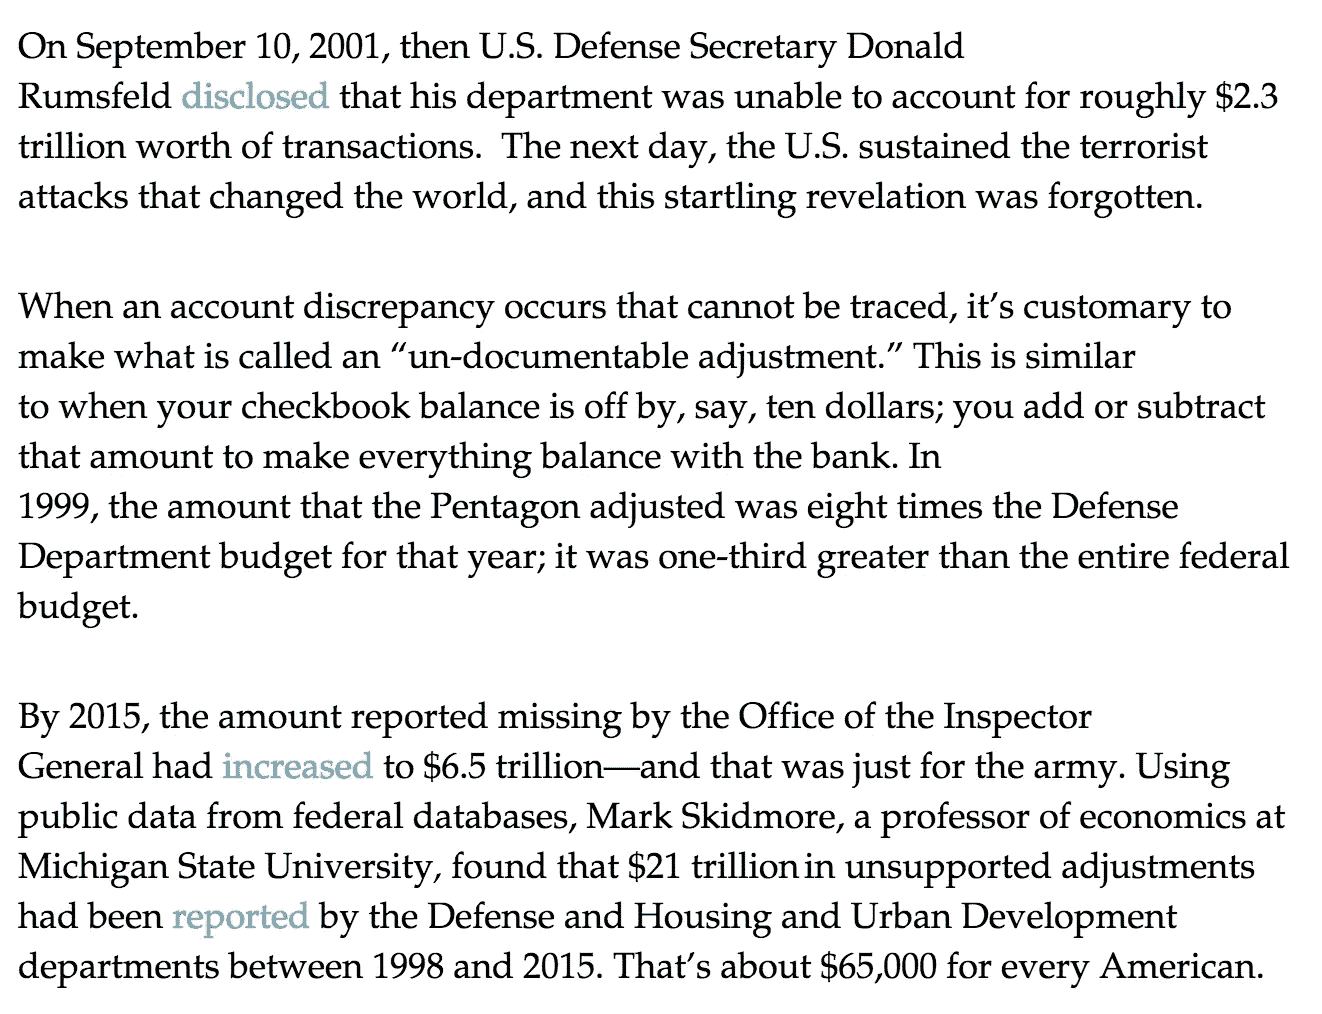 On September 10, 2001, then U.S. Defense Secretary Donald
Rumsfeld disclosed that his department was unable to account for roughly $2.3
trillion worth of transactions.  The next day, the U.S. sustained the terrorist
attacks that changed the world, and this startling revelation was forgotten.
When an account discrepancy occurs that cannot be traced, it’s customary to
make what is called an “un-documentable adjustment.” This is similar
to when your checkbook balance is off by, say, ten dollars; you add or subtract
that amount to make everything balance with the bank. In
1999, the amount that the Pentagon adjusted was eight times the Defense
Department budget for that year; it was one-third greater than the entire federal
budget.
By 2015, the amount reported missing by the Office of the Inspector
General had increased to $6.5 trillion—and that was just for the army. Using
public data from federal databases, Mark Skidmore, a professor of economics at
Michigan State University, found that $21 trillion in unsupported adjustments
had been reported by the Defense and Housing and Urban Development
departments between 1998 and 2015. That’s about $65,000 for every American.